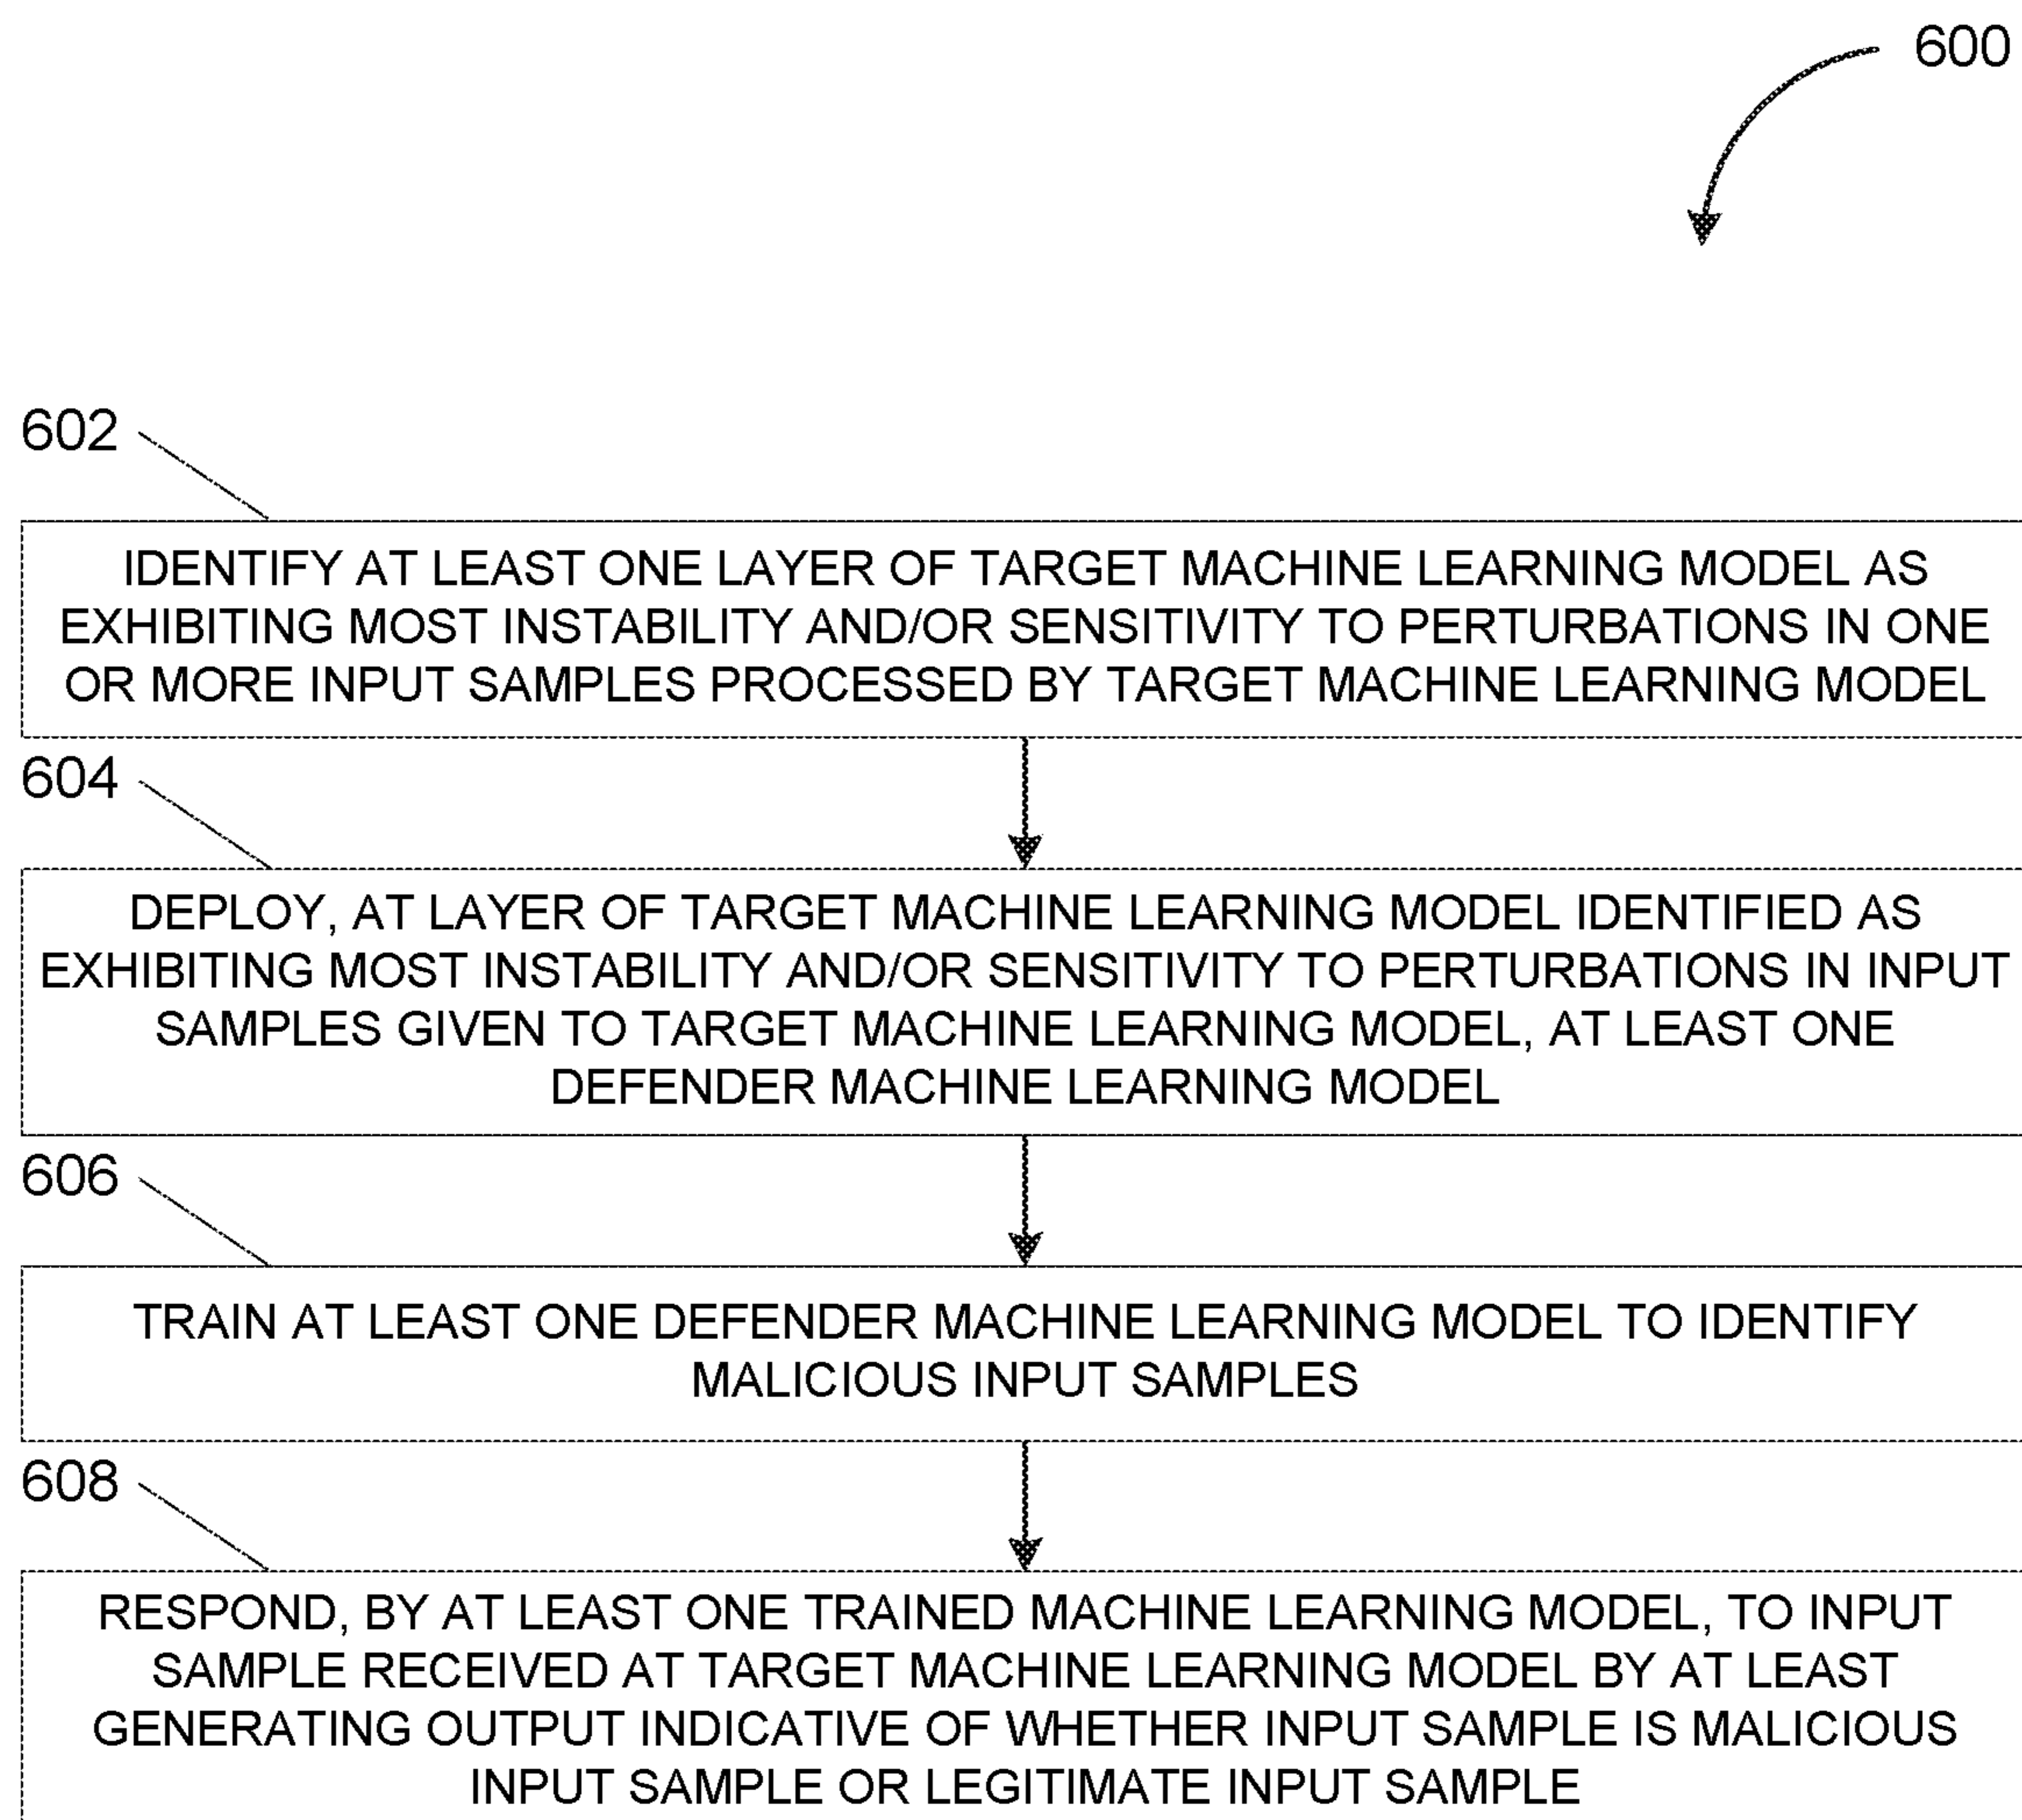 600
602
IDENTIFY AT LEAST ONE LAYER OF TARGET MACHINE LEARNING MODEL AS
EXHIBITING MOST INSTABILITY AND/OR SENSITIVITY TO PERTURBATIONS IN ONE
OR MORE INPUT SAMPLES PROCESSED BY TARGET MACHINE LEARNING MODEL
604
DEPLOY, AT LAYER OF TARGET MACHINE LEARNING MODEL IDENTIFIED AS
EXHIBITING MOST INSTABILITY AND/OR SENSITIVITY TO PERTURBATIONS IN INPUT
SAMPLES GIVEN TO TARGET MACHINE LEARNING MODEL, AT LEAST ONE
DEFENDER MACHINE LEARNING MODEL
606
TRAIN AT LEAST ONE DEFENDER MACHINE LEARNING MODEL TO IDENTIFY
MALICIOUS INPUT SAMPLES
608
RESPOND, BY AT LEAST ONE TRAINED MACHINE LEARNING MODEL, TO INPUT
SAMPLE RECEIVED AT TARGET MACHINE LEARNING MODEL BY AT LEAST
GENERATING OUTPUT INDICATIVE OF WHETHER INPUT SAMPLE IS MALICIOUS
INPUT SAMPLE OR LEGITIMATE INPUT SAMPLE